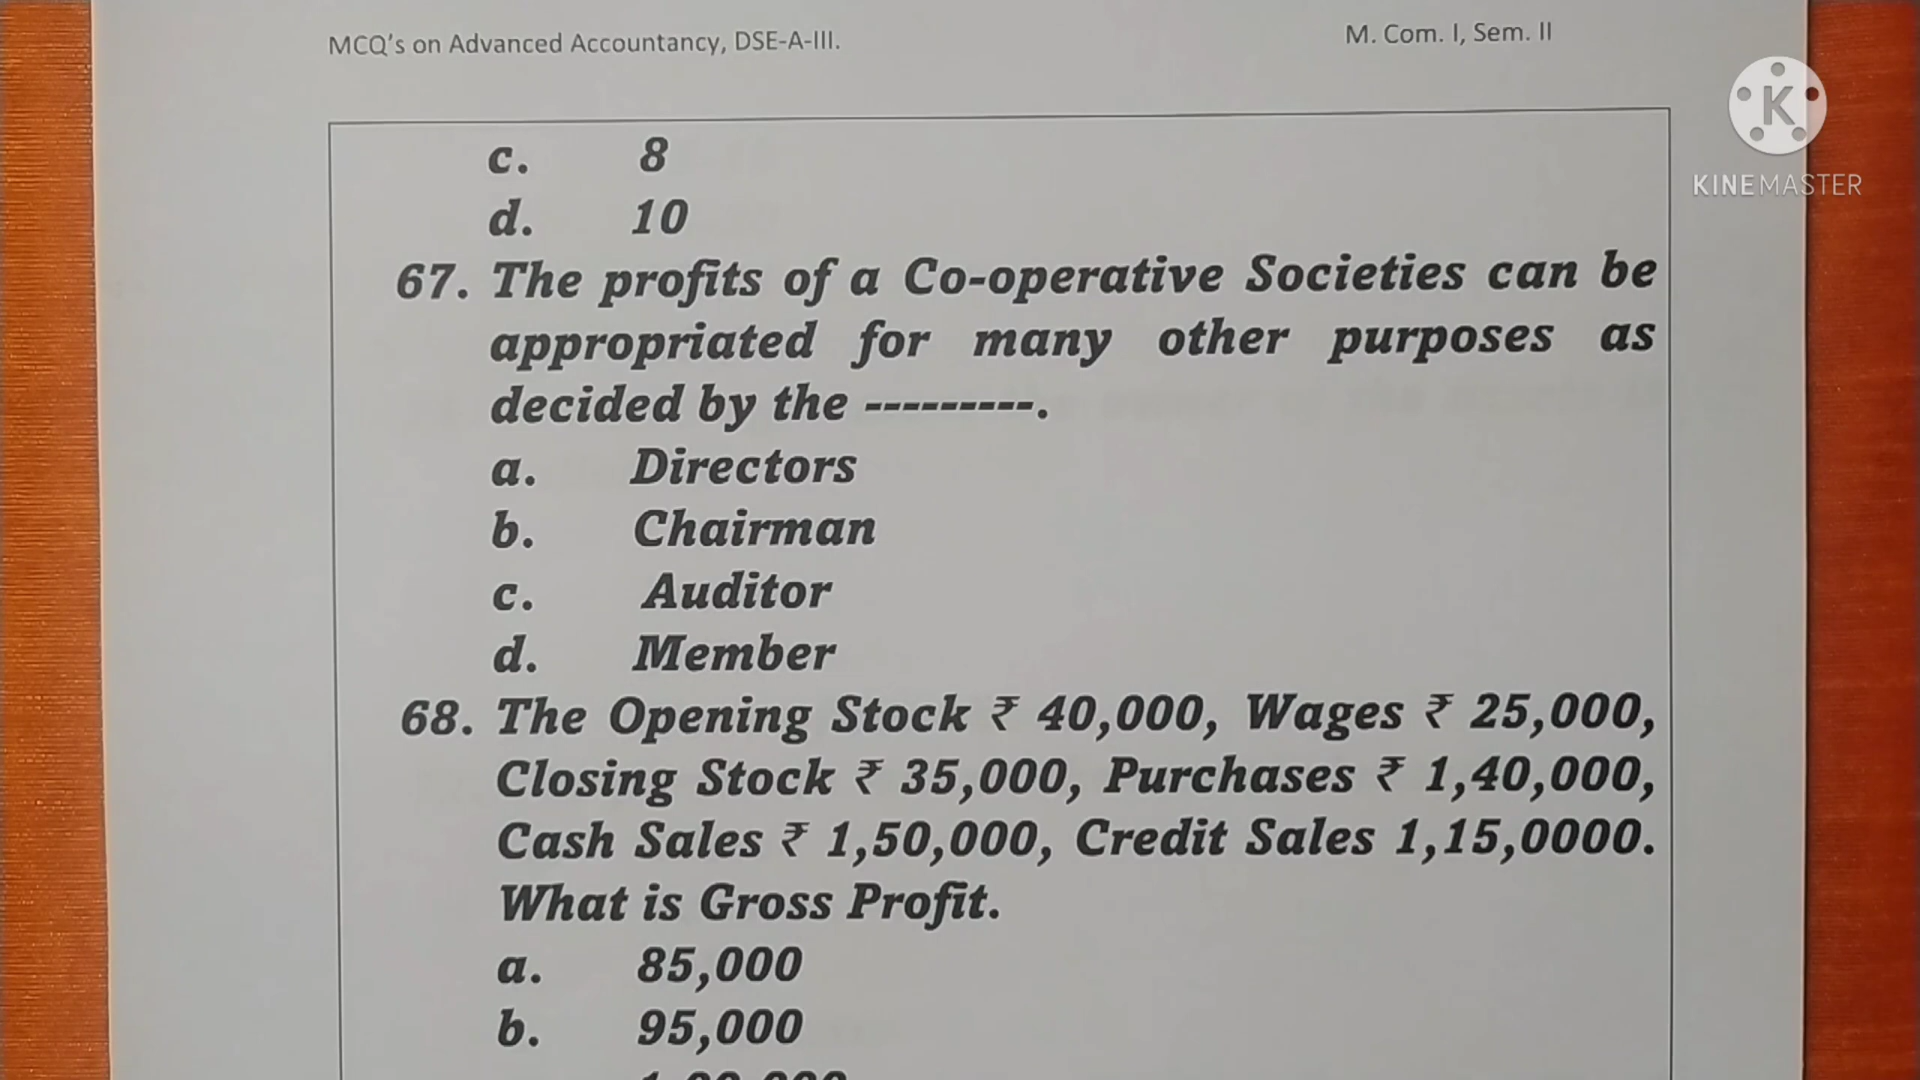 MCQ's on Advanced Accountancy, DSE-A-III.
M. Com. I, Sem. II
K
KINEMASTER
c. 8
d. 10
67. The profits of a Co-operative Societies can be
appropriated for many other purposes as
decided by the ---------.
a. Directors
b. Chairman
c. Auditor
d. Member
68. The Opening Stock ₹ 40,000, Wages ₹ 25,000,
Closing Stock ₹ 35,000, Purchases ₹ 1,40,000,
Cash Sales ₹ 1,50,000, Credit Sales 1,15,0000.
What is Gross Profit.
a. 85,000
b. 95,000